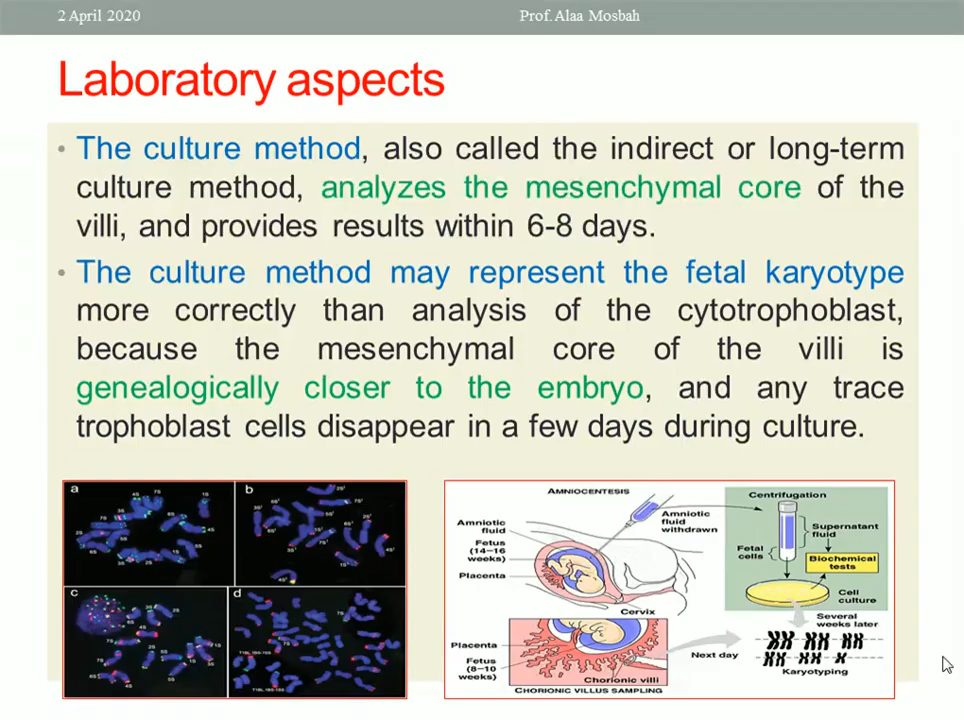 2 April 2020
Prof. Alaa Mosbah
Laboratory aspects
• The culture method, also called the indirect or long-term
culture method, analyzes the mesenchymal core of the
villi, and provides results within 6-8 days.
• The culture method may represent the fetal karyotype
more correctly than analysis of the cytotrophoblast,
because the mesenchymal core of the villi is
genealogically closer to the embryo, and any trace
trophoblast cells disappear in a few days during culture.
a
b
c
d
AMNIOCENTESIS
Amniotic
fluid
Fetus
(14–16
weeks)
Placenta
Amniotic
fluid
withdrawn
Cervix
Centrifugation
Supernatant
fluid
Fetal
cells
Biochemical
tests
Cell
culture
Several
weeks later
Placenta
Fetus
(8–10
weeks)
Chorionic villi
CHORIONIC VILLUS SAMPLING
Next day
Karyotyping